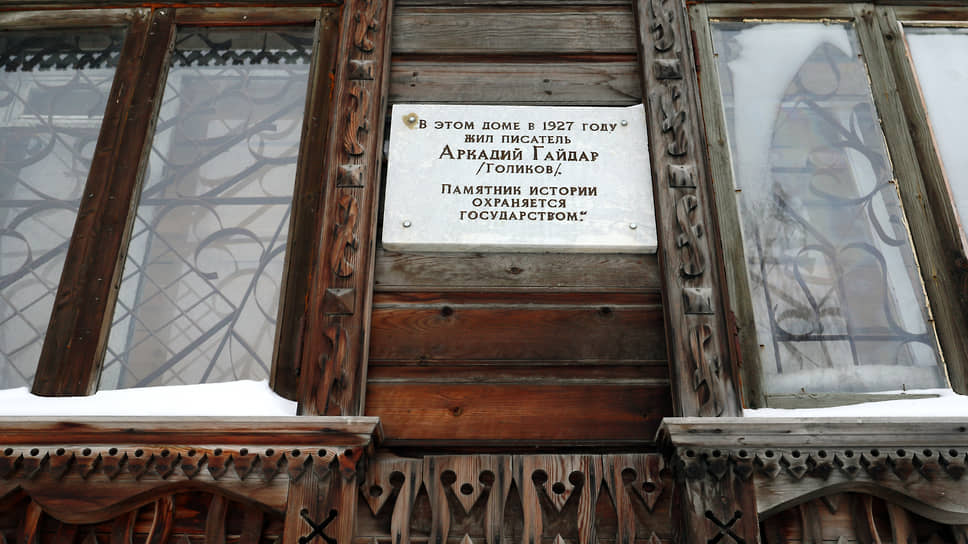 В этом доме в 1927 году
жил писатель
Аркадий Гайдар
/Голиков/.
Памятник истории
охраняется
государством."